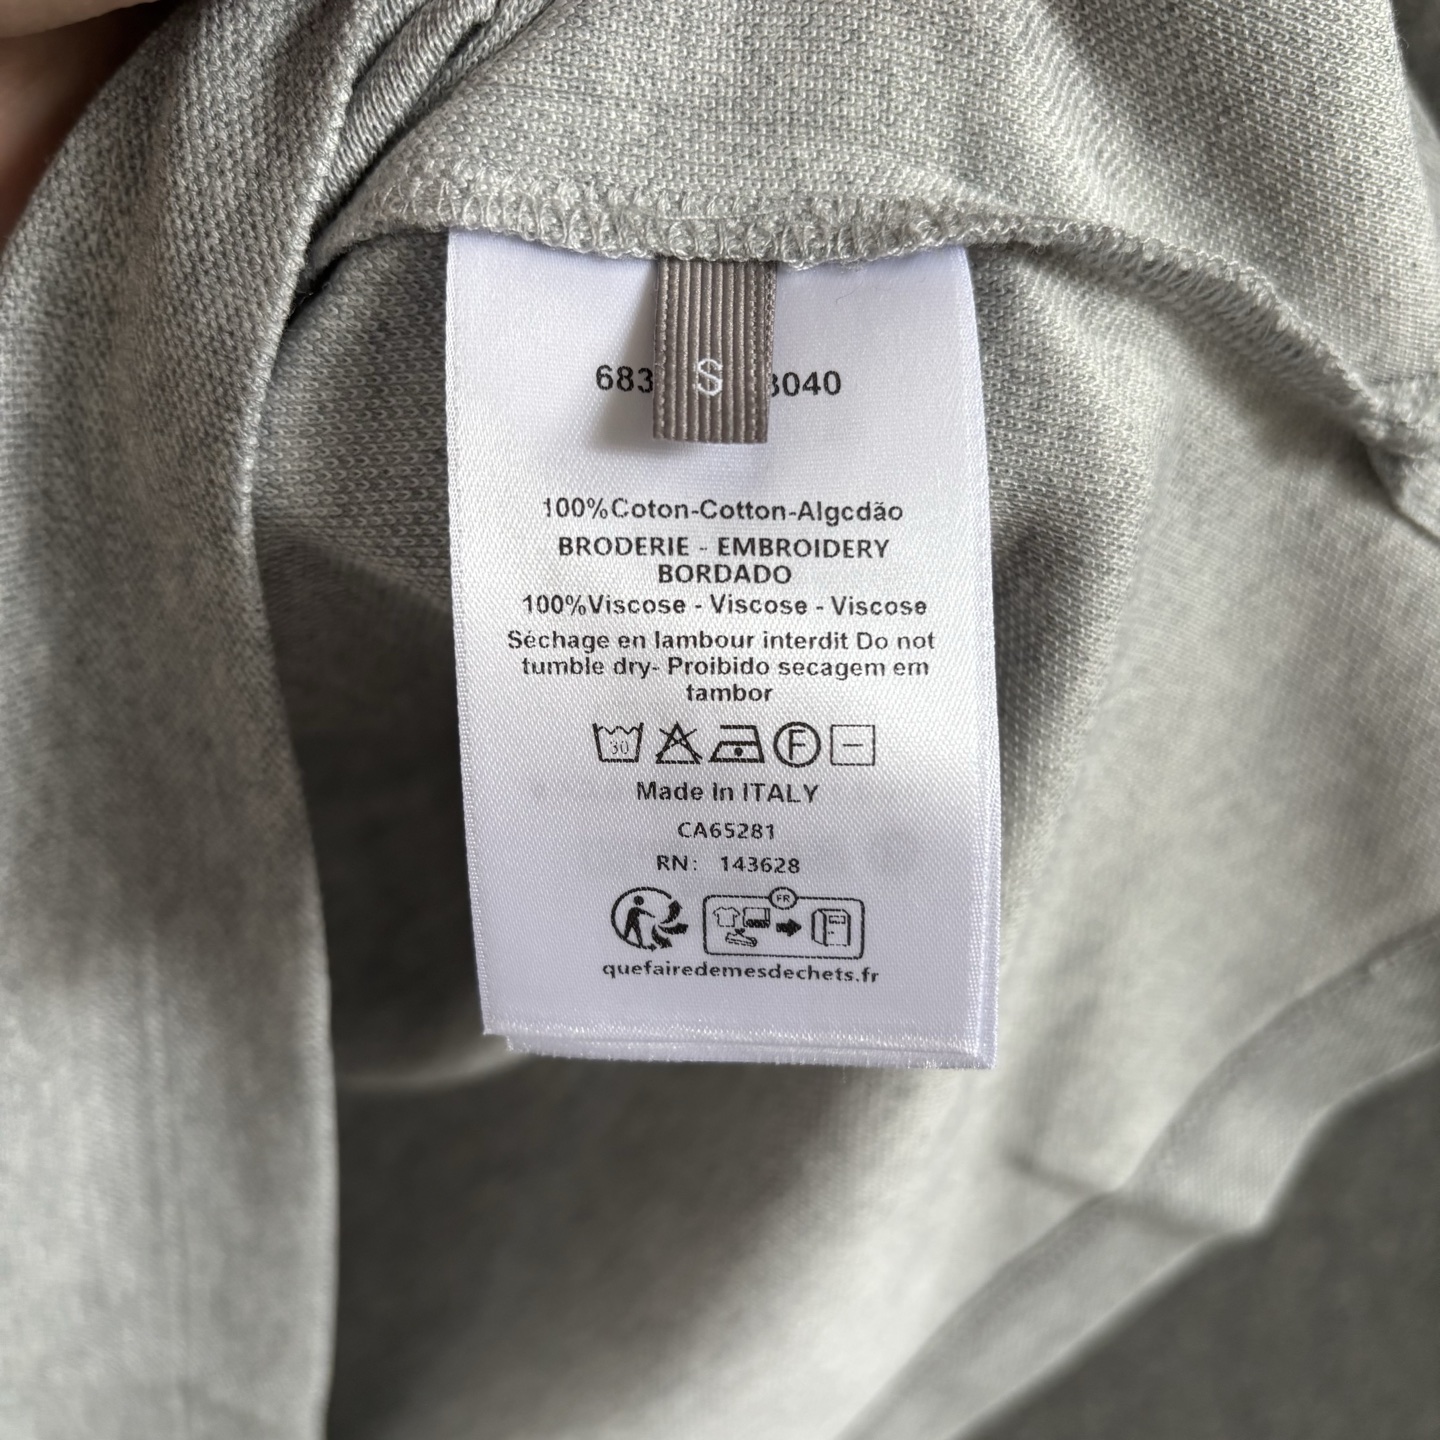 683 S 3040
100%Coton-Cotton-Algcdão
BRODERIE - EMBROIDERY
BORDADO
100%Viscose - Viscose - Viscose
Séchage en lambour interdit Do not
tumble dry- Proibido secagem em
tambor
30 F
Made in ITALY
CA65281
RN: 143628
FR
quefairedemesdechets.fr